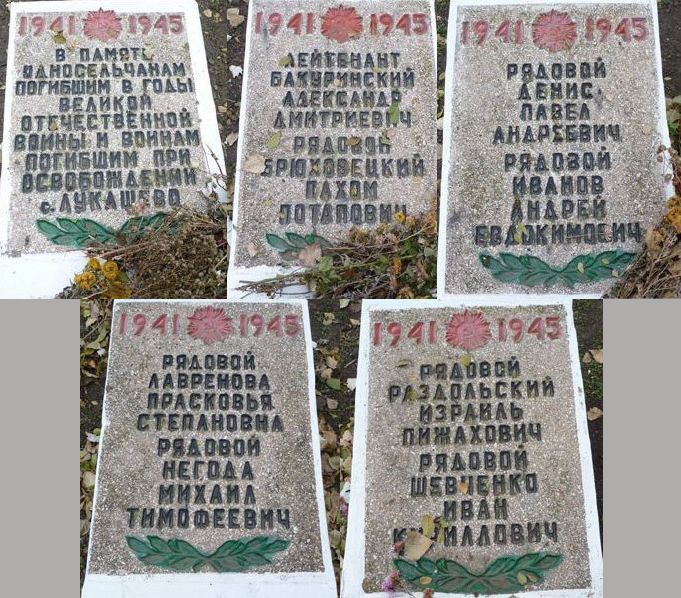 1941 1945
В ПАМЯТЬ
ОДНОСЕЛЬЧАНАМ
ПОГИБШИМ В ГОДЫ
ВЕЛИКОЙ
ОТЕЧЕСТВЕННОЙ
ВОЙНЫ И ВОИНАМ
ПОГИБШИМ ПРИ
ОСВОБОЖДЕНИИ
с. ЛУКАШЕВО
1941 1945
ЛЕЙТЕНАНТ
БАКУРИНСКИЙ
АЛЕКСАНДР
ДМИТРИЕВИЧ
РЯДОВОЙ
БРЮХОВЕЦКИЙ
ПАХОМ
ПОТАПОВИЧ
1941 1945
РЯДОВОЙ
ДЕНИС
ПАВЕЛ
АНДРЕЕВИЧ
РЯДОВОЙ
ИВАНОВ
АНДРЕЙ
ЕВДОКИМОВИЧ
1941 1945
РЯДОВОЙ
ЛАВРЕНОВА
ПРАСКОВЬЯ
СТЕПАНОВНА
РЯДОВОЙ
НЕГОДА
МИХАИЛ
ТИМОФЕЕВИЧ
1941 1945
РЯДОВОЙ
РАЗДОЛЬСКИЙ
ИЗРАИЛЬ
ПИЖАХОВИЧ
РЯДОВОЙ
ШЕВЧЕНКО
ИВАН
КИРИЛЛОВИЧ